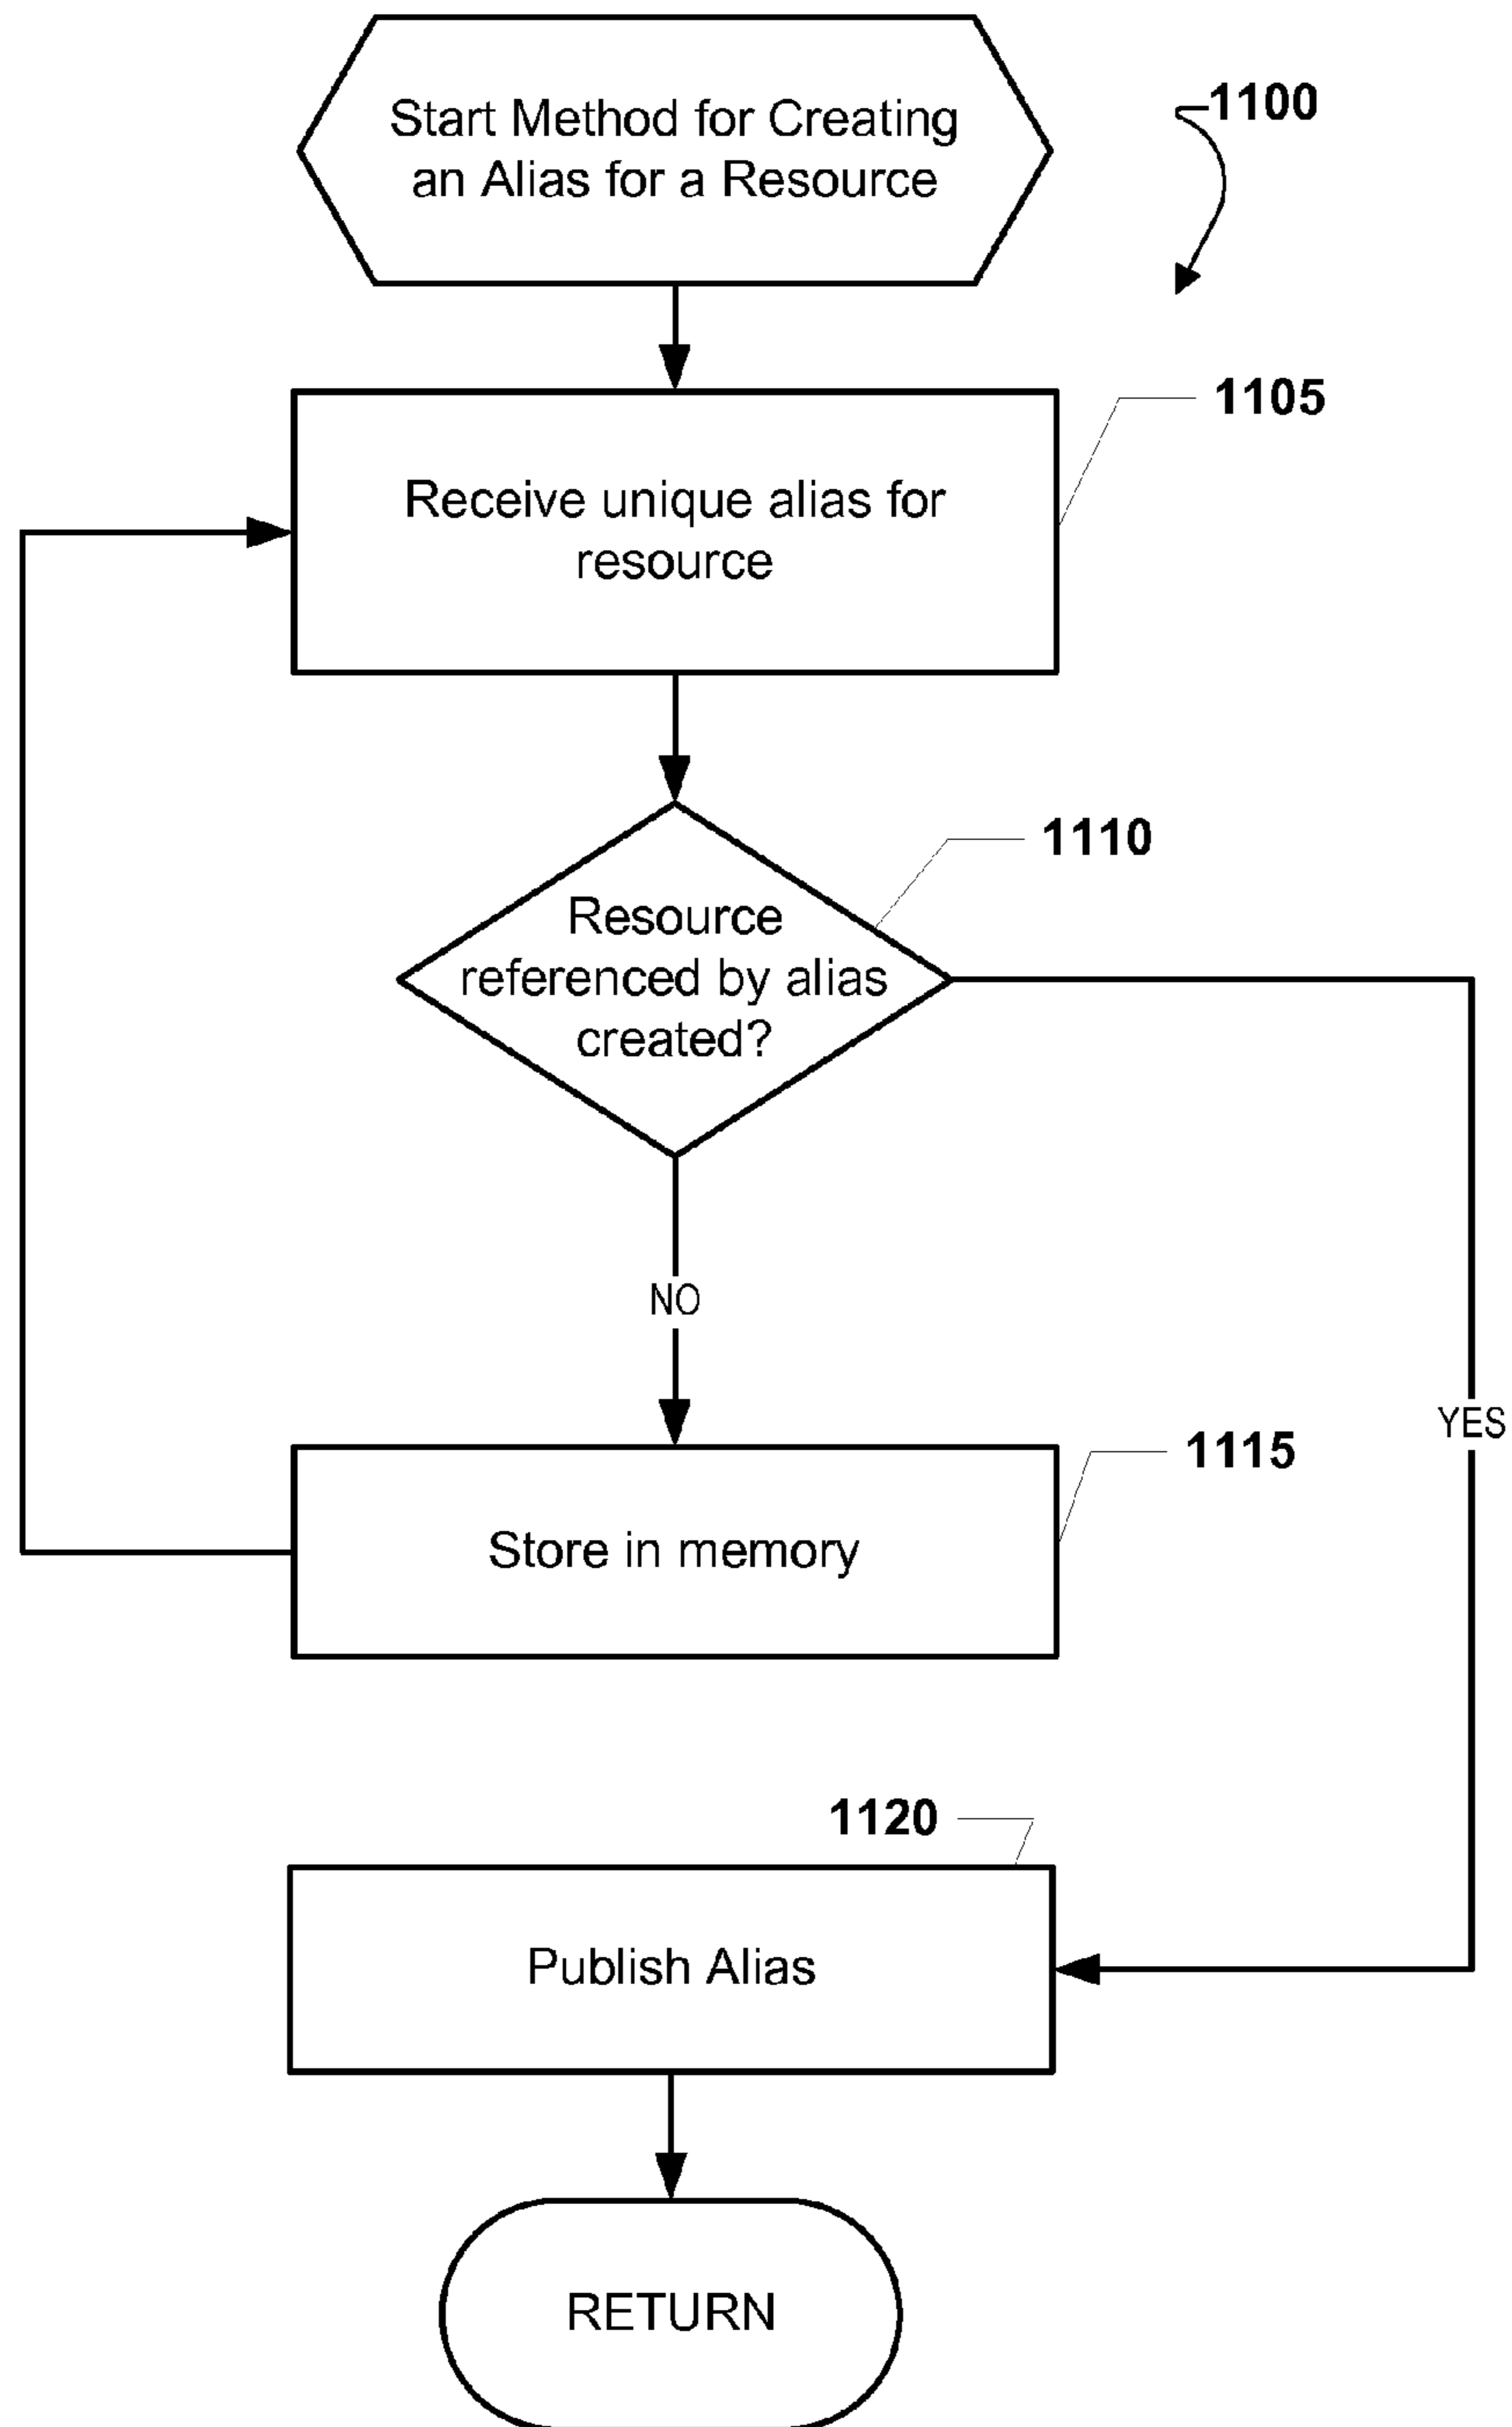 Start Method for Creating
an Alias for a Resource
1100
1105
Receive unique alias for
resource
1110
Resource
referenced by alias
created?
NO
YES
1115
Store in memory
1120
Publish Alias
RETURN